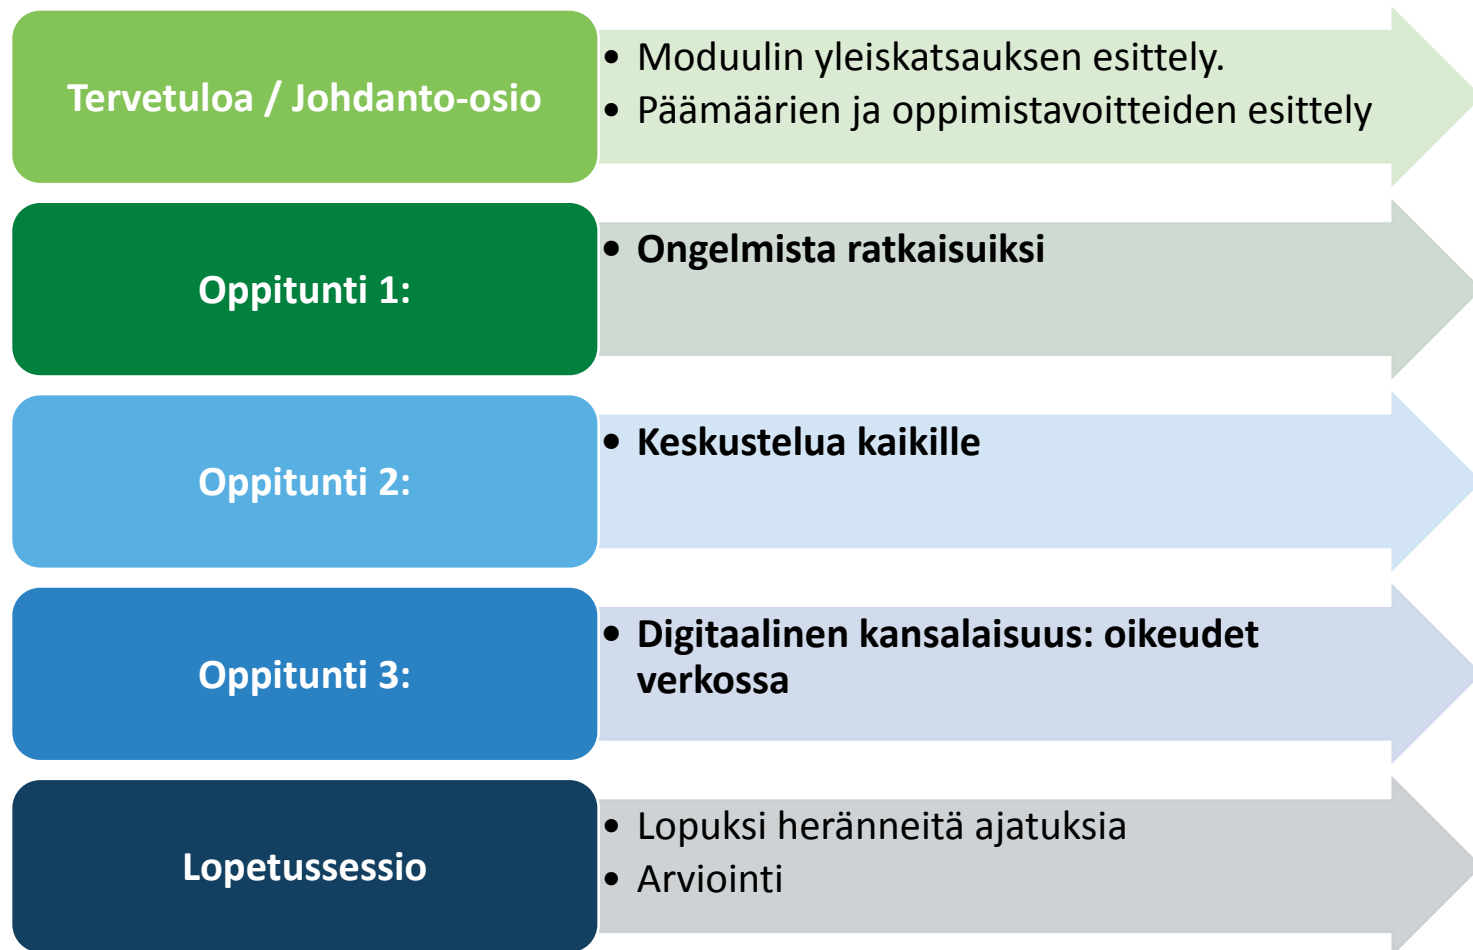 Tervetuloa / Johdanto-osio
• Moduulin yleiskatsauksen esittely.
• Päämäärien ja oppimistavoitteiden esittely
Oppitunti 1:
• Ongelmista ratkaisuiksi
Oppitunti 2:
• Keskustelua kaikille
Oppitunti 3:
• Digitaalinen kansalaisuus: oikeudet
verkossa
Lopetussessio
• Lopuksi heränneitä ajatuksia
• Arviointi